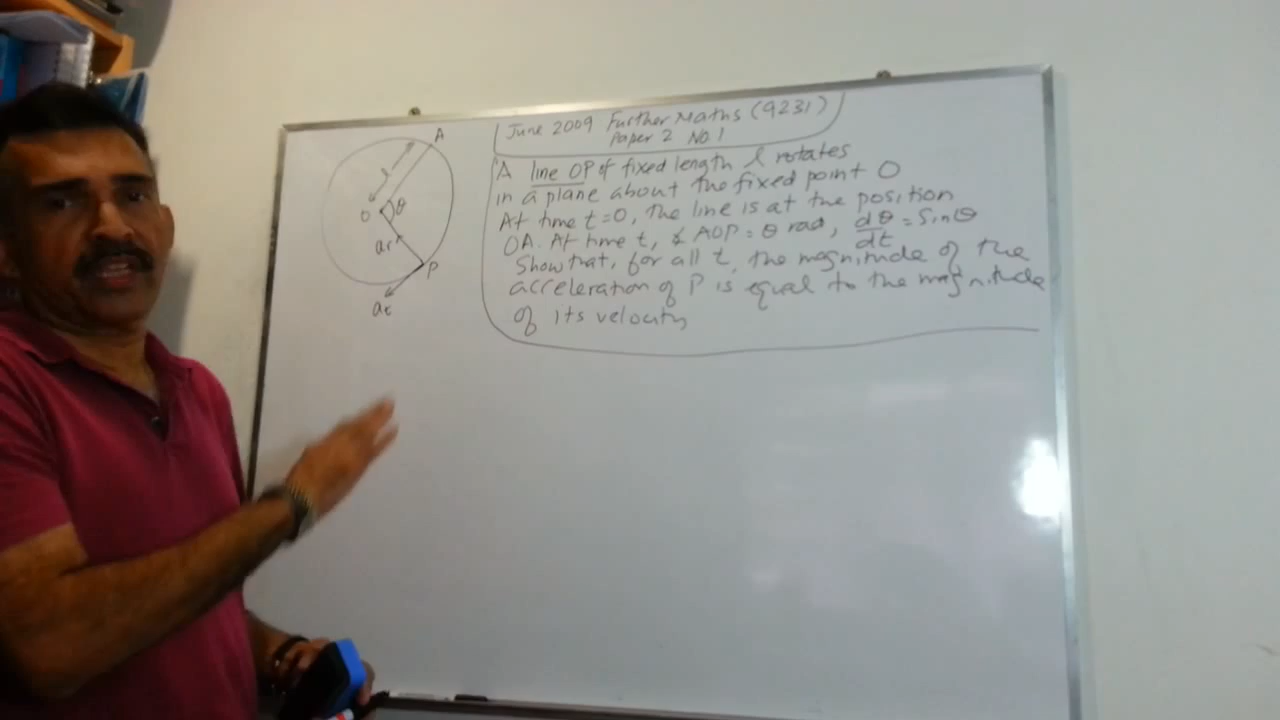 June 2009 Further Maths (9231)
Paper 2 No 1
A line OP of fixed length l rotates
in a plane about the fixed point O
At time t=0, the line is at the position
OA. At time t, ∡ AOP = θ rad, dθ/dt = Sinθ
Show that, for all t, the magnitude of the
acceleration of P is equal to the magnitude
of its velocity
A
l
O
θ
ar
P
at